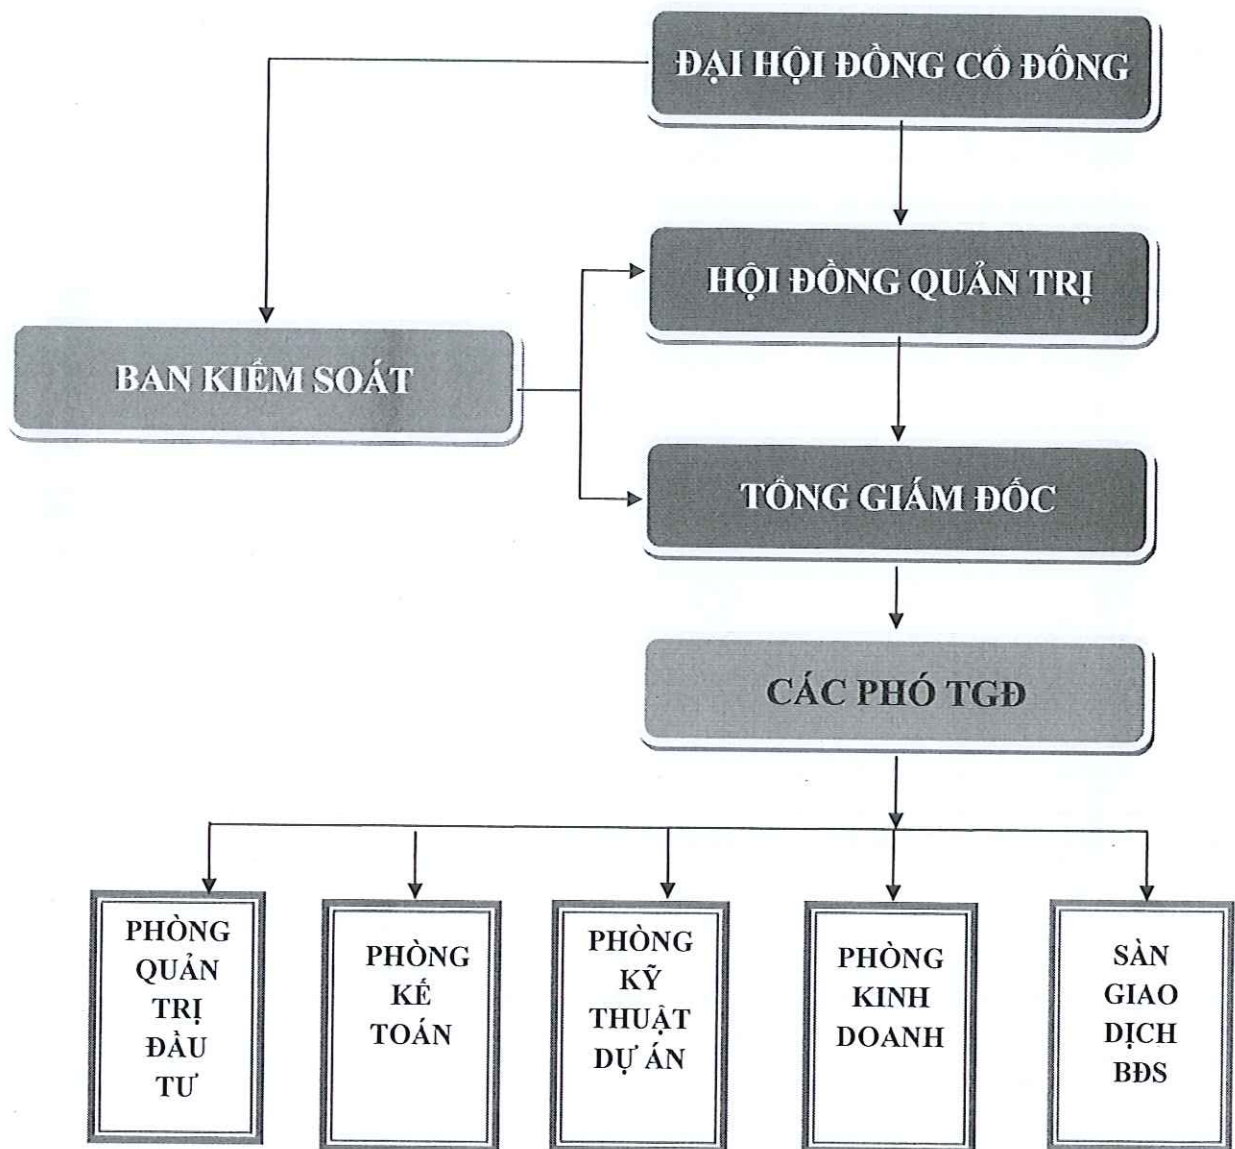 ĐẠI HỘI ĐỒNG CỔ ĐÔNG
HỘI ĐỒNG QUẢN TRỊ
BAN KIỂM SOÁT
TỔNG GIÁM ĐỐC
CÁC PHÓ TGĐ
PHÒNG
QUẢN
TRỊ
ĐẦU
TƯ
PHÒNG
KẾ
TOÁN
PHÒNG
KỸ
THUẬT
DỰ ÁN
PHÒNG
KINH
DOANH
SÀN
GIAO
DỊCH
BĐS